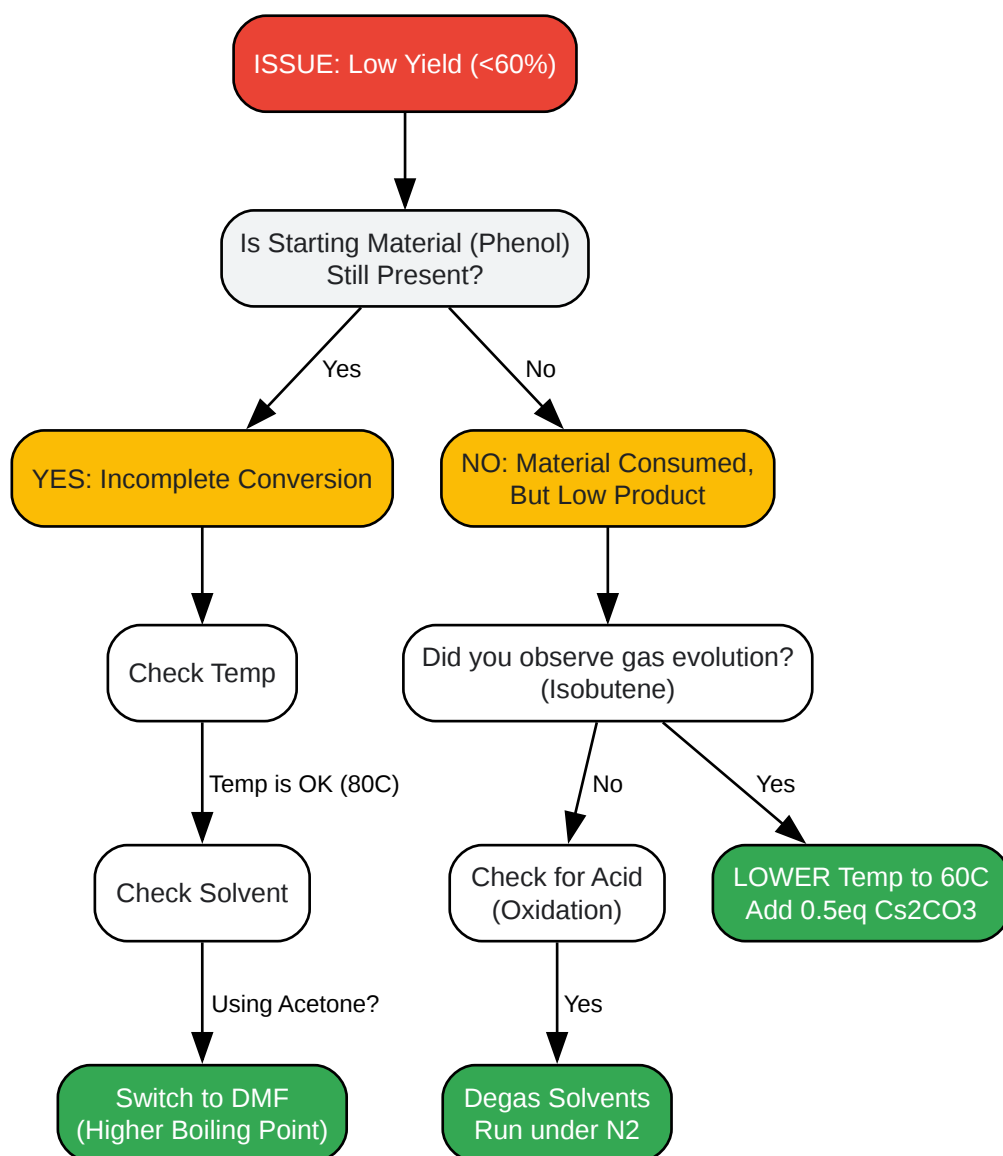 ISSUE: Low Yield (<60%)
Is Starting Material (Phenol)
Still Present?
Yes
No
YES: Incomplete Conversion
NO: Material Consumed,
But Low Product
Check Temp
Did you observe gas evolution?
(Isobutene)
Temp is OK (80C)
No
Yes
Check Solvent
Check for Acid
(Oxidation)
LOWER Temp to 60C
Add 0.5eq Cs2CO3
Using Acetone?
Yes
Switch to DMF
(Higher Boiling Point)
Degas Solvents
Run under N2